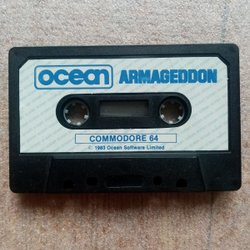 ocean ARMAGEDDON
COMMODORE 64
© 1983 Ocean Software Limited